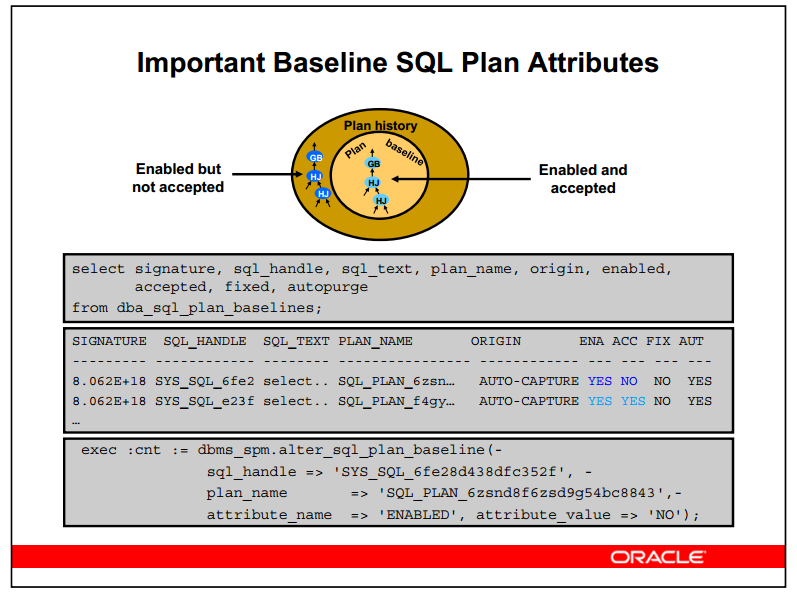 Important Baseline SQL Plan Attributes
Plan history
Plan baseline
GB
HJ
HJ
GB
HJ
HJ
Enabled but
not accepted
Enabled and
accepted
select signature, sql_handle, sql_text, plan_name, origin, enabled,
accepted, fixed, autopurge
from dba_sql_plan_baselines;
SIGNATURE SQL_HANDLE SQL_TEXT PLAN_NAME ORIGIN ENA ACC FIX AUT
--------- ------------ -------- ---------------- ------------ --- --- --- ---
8.062E+18 SYS_SQL_6fe2 select.. SQL_PLAN_6zsn… AUTO-CAPTURE YES NO NO YES
8.062E+18 SYS_SQL_e23f select.. SQL_PLAN_f4gy… AUTO-CAPTURE YES YES NO YES
…
exec :cnt := dbms_spm.alter_sql_plan_baseline(-
sql_handle => 'SYS_SQL_6fe28d438dfc352f', -
plan_name => 'SQL_PLAN_6zsnd8f6zsd9g54bc8843',-
attribute_name => 'ENABLED', attribute_value => 'NO');
ORACLE